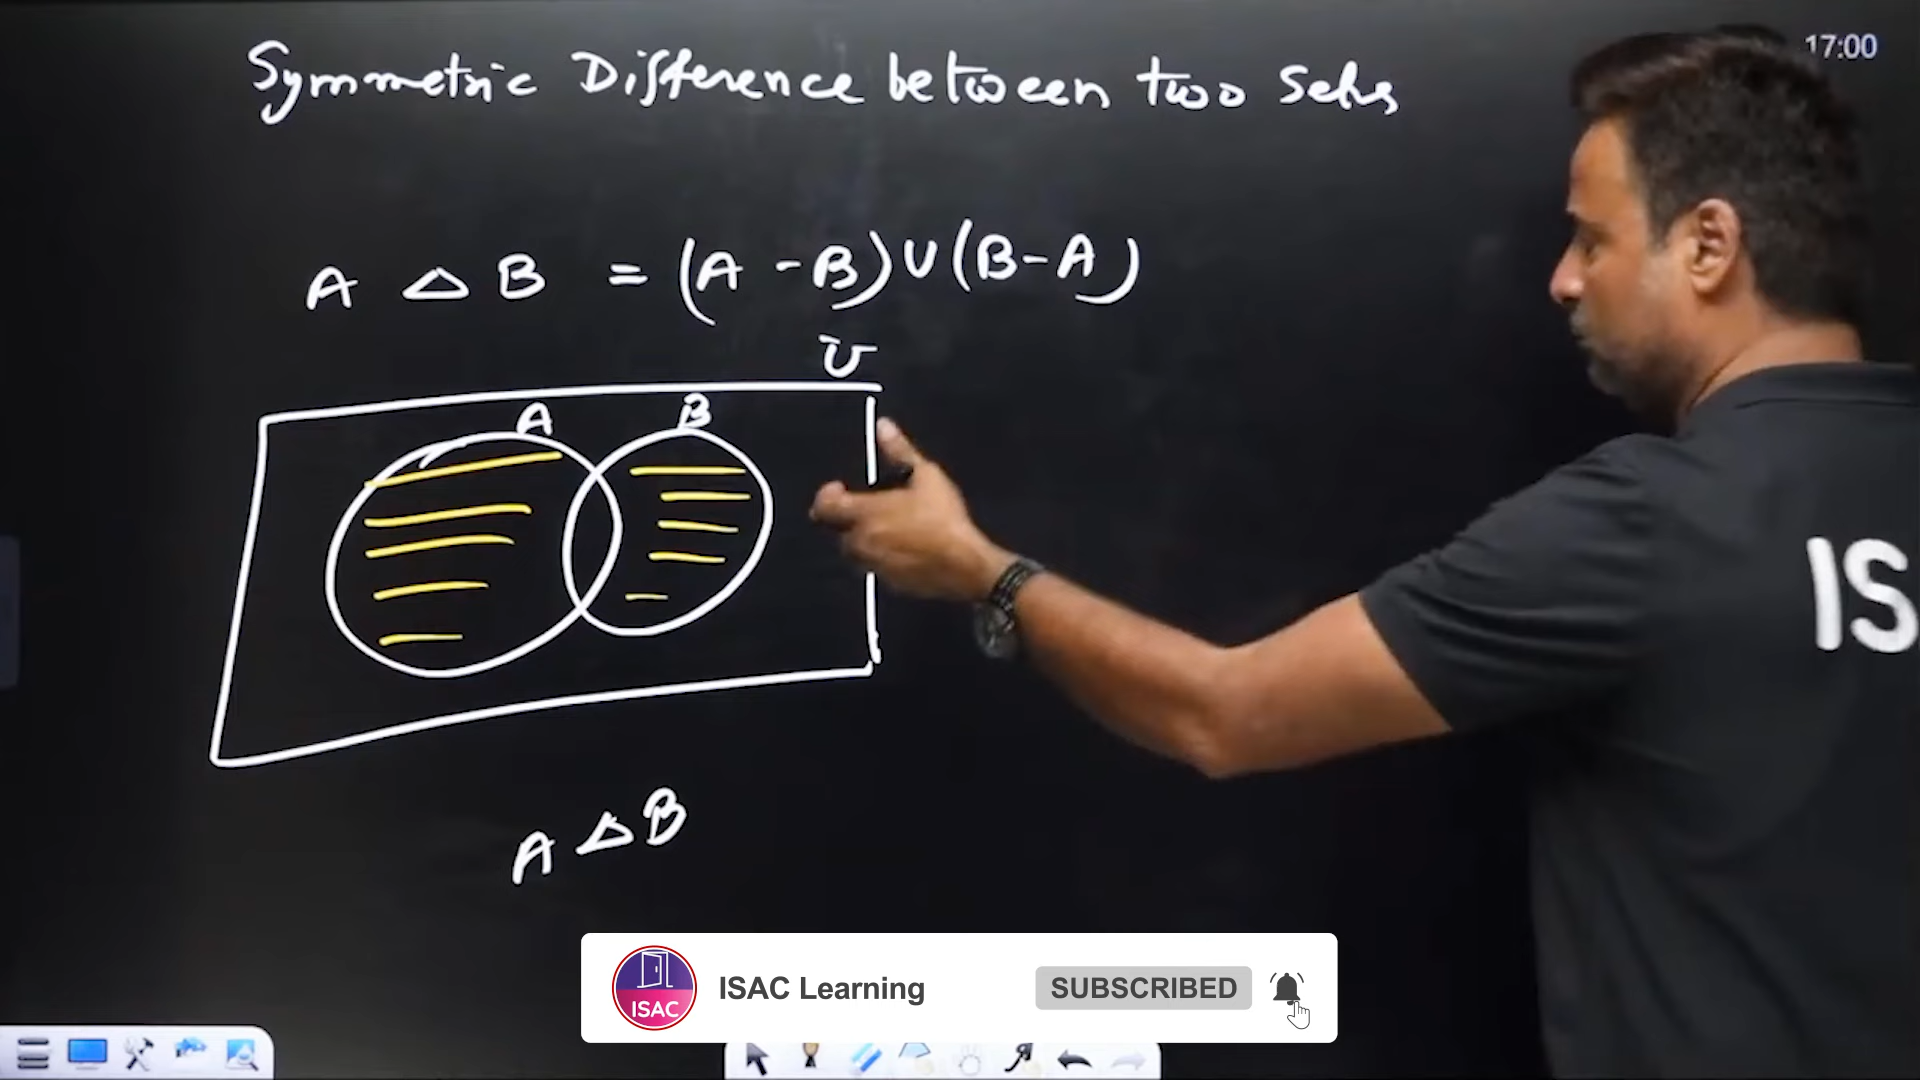 17:00
Symmetric Difference between two Sets
A △ B = (A - B) ∪ (B - A)
U
A B
A △ B
IS
ISAC
ISAC Learning SUBSCRIBED